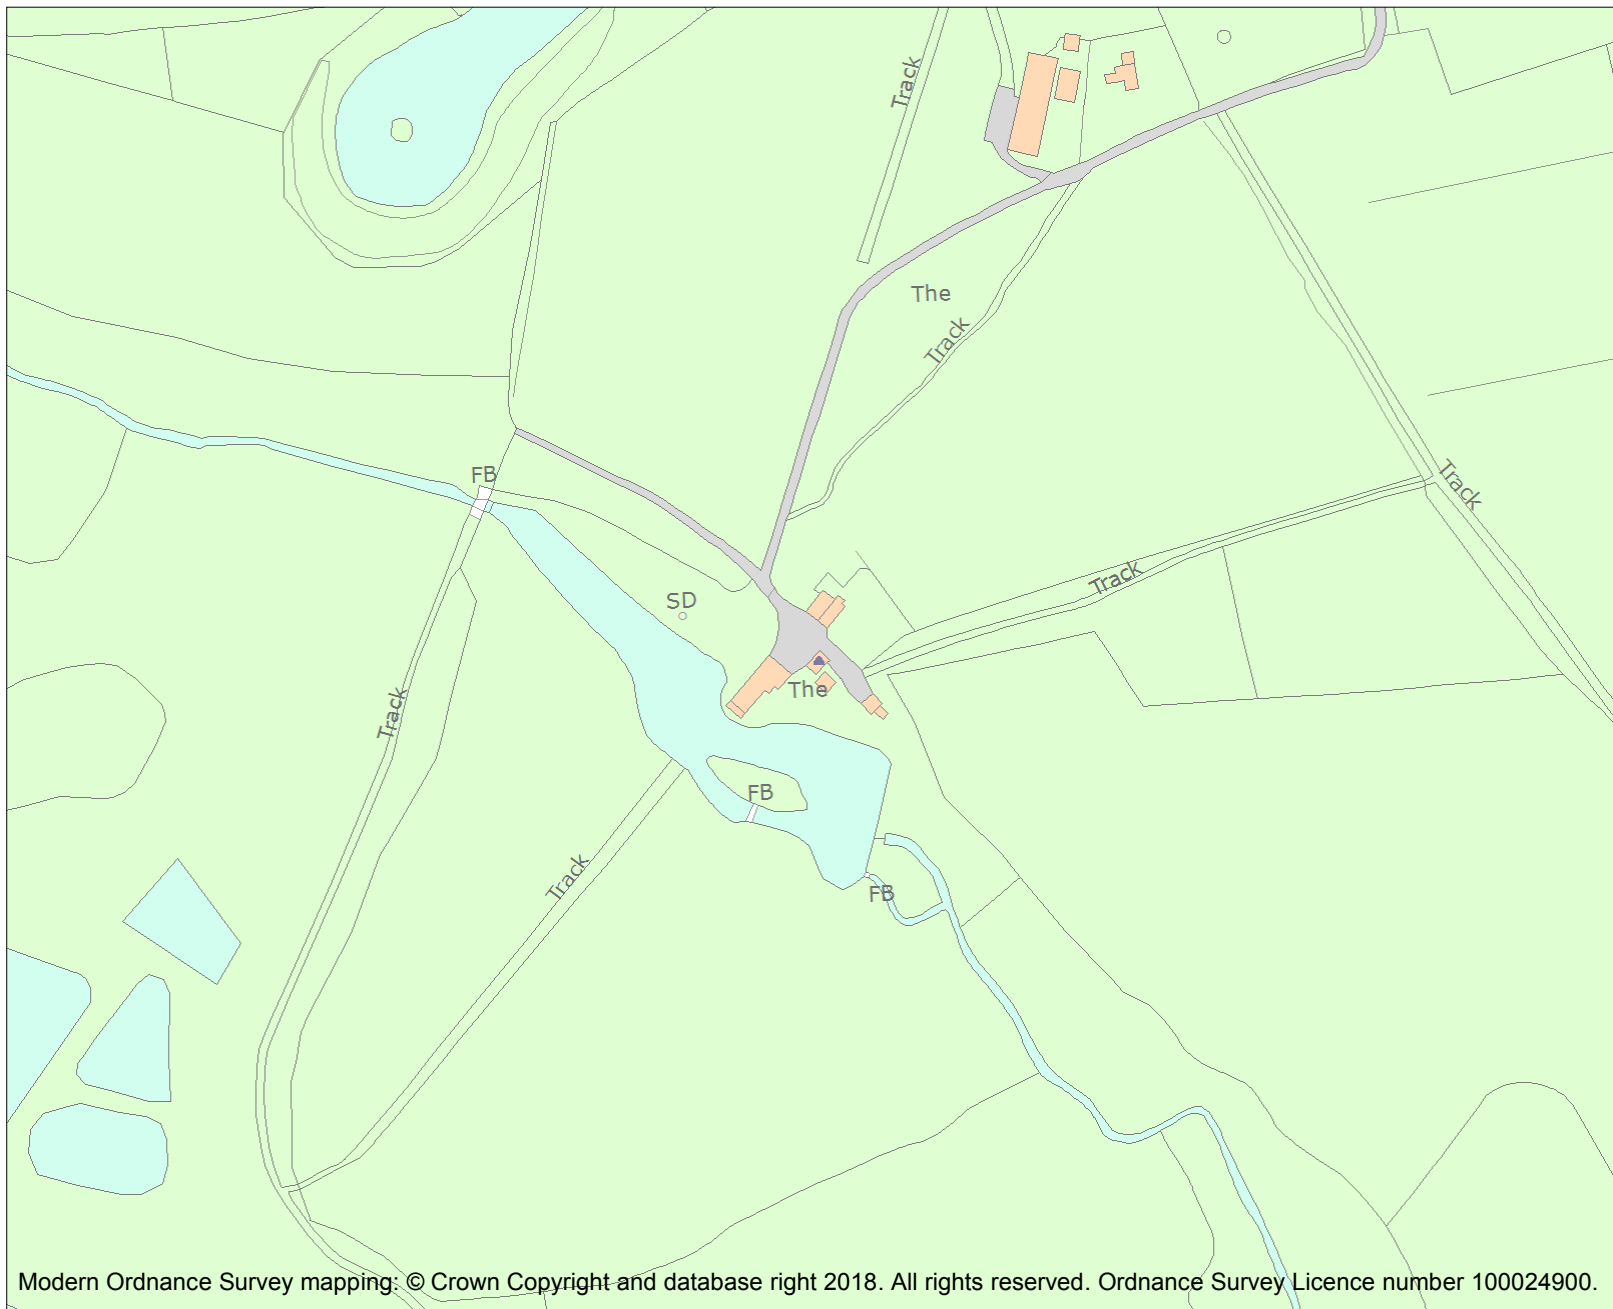 Track
The
Track
FB
Track
Track
SD
The
Track
FB
Track
FB
Modern Ordnance Survey mapping: © Crown Copyright and database right 2018. All rights reserved. Ordnance Survey Licence number 100024900.